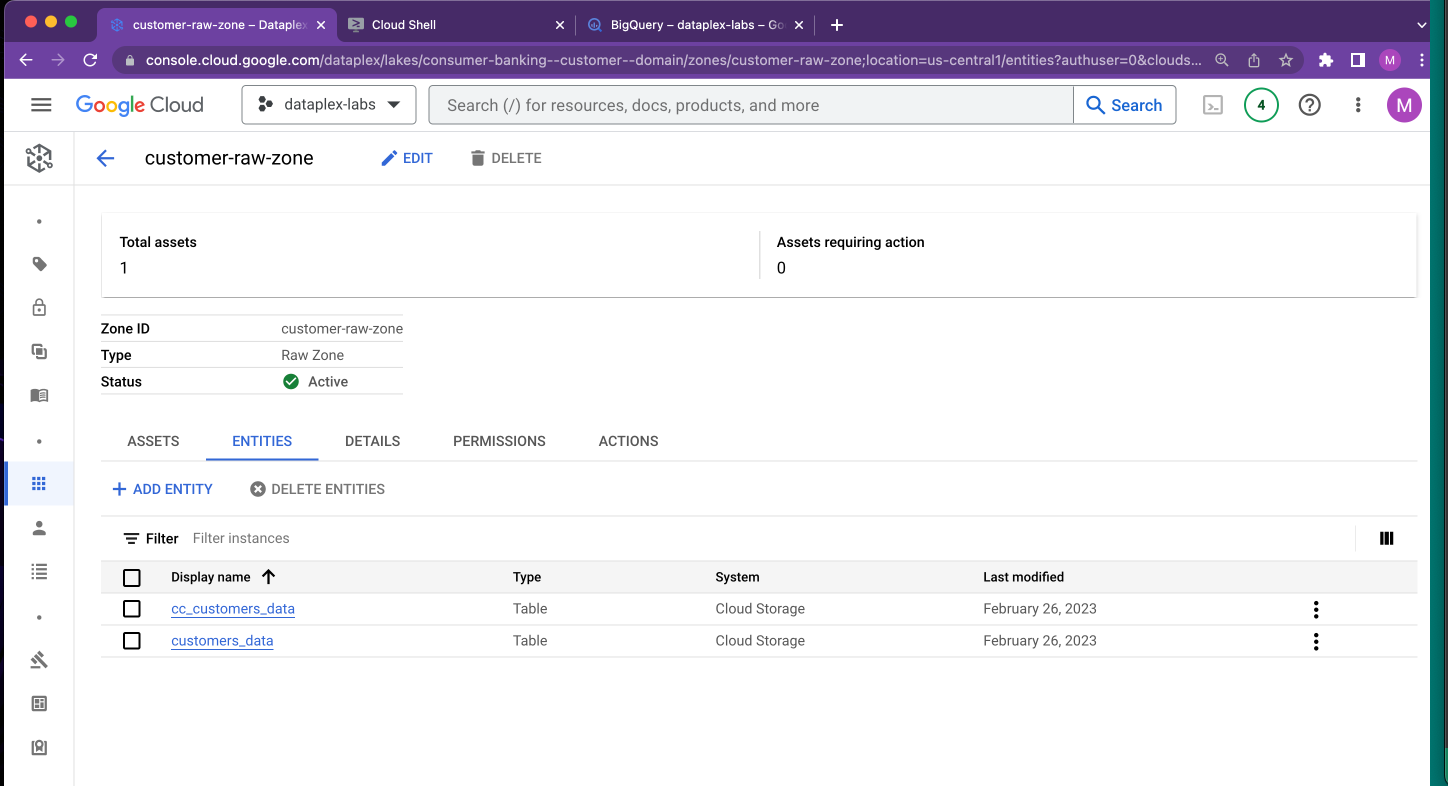 customer-raw-zone – Dataplex
Cloud Shell
BigQuery – dataplex-labs – Go
console.cloud.google.com/dataplex/lakes/consumer-banking--customer--domain/zones/customer-raw-zone;location=us-central1/entities?authuser=0&clouds...
M
Google Cloud
dataplex-labs
Search (/) for resources, docs, products, and more
Search
4
M
customer-raw-zone
EDIT
DELETE
Total assets
1
Assets requiring action
0
Zone ID customer-raw-zone
Type Raw Zone
Status Active
ASSETS ENTITIES DETAILS PERMISSIONS ACTIONS
ADD ENTITY DELETE ENTITIES
Filter Filter instances
Display name Type System Last modified
cc_customers_data Table Cloud Storage February 26, 2023
customers_data Table Cloud Storage February 26, 2023